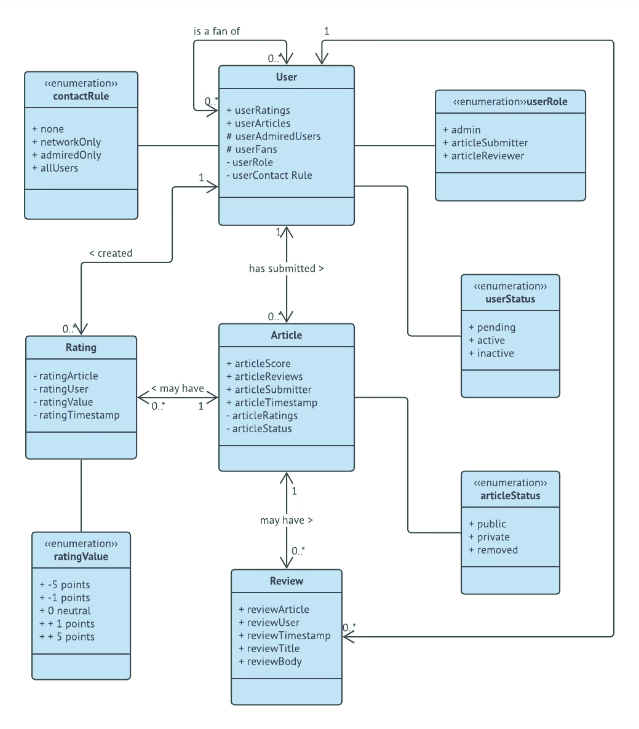 is a fan of
1
0..*
0..*
User
+ userRatings
+ userArticles
# userAdmiredUsers
# userFans
- userRole
- userContact Rule
‹‹enumeration››
contactRule
+ none
+ networkOnly
+ admiredOnly
+ allUsers
‹‹enumeration››userRole
+ admin
+ articleSubmitter
+ articleReviewer
1
< created
0..*
1
has submitted >
0..*
‹‹enumeration››
userStatus
+ pending
+ active
+ inactive
Rating
- ratingArticle
- ratingUser
- ratingValue
- ratingTimestamp
< may have
0..*
1
Article
+ articleScore
+ articleReviews
+ articleSubmitter
+ articleTimestamp
- articleRatings
- articleStatus
‹‹enumeration››
articleStatus
+ public
+ private
+ removed
1
may have >
0..*
‹‹enumeration››
ratingValue
+ -5 points
+ -1 points
+ 0 neutral
+ + 1 points
+ + 5 points
Review
+ reviewArticle
+ reviewUser
+ reviewTimestamp
+ reviewTitle
+ reviewBody
0..*